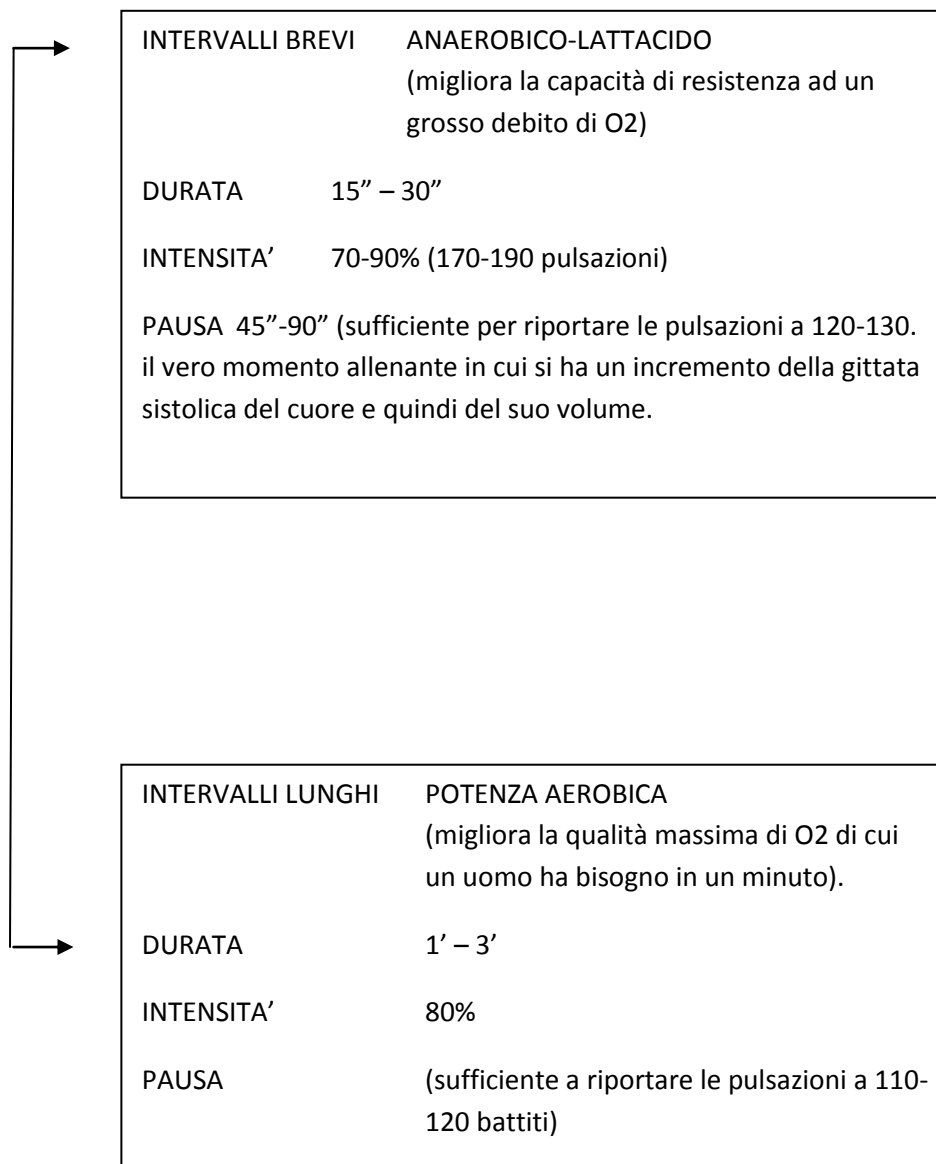 INTERVALLI BREVI ANAEROBICO-LATTACIDO
(migliora la capacità di resistenza ad un
grosso debito di O2)
DURATA 15” – 30”
INTENSITA’ 70-90% (170-190 pulsazioni)
PAUSA 45”-90” (sufficiente per riportare le pulsazioni a 120-130.
il vero momento allenante in cui si ha un incremento della gittata
sistolica del cuore e quindi del suo volume.
INTERVALLI LUNGHI POTENZA AEROBICA
(migliora la qualità massima di O2 di cui
un uomo ha bisogno in un minuto).
DURATA 1’ – 3’
INTENSITA’ 80%
PAUSA (sufficiente a riportare le pulsazioni a 110-
120 battiti)